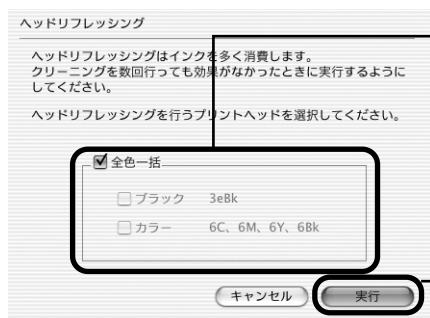 ヘッドリフレッシング
ヘッドリフレッシングはインクを多く消費します。
クリーニングを数回行っても効果がなかったときに実行するように
してください。
ヘッドリフレッシングを行うプリントヘッドを選択してください。
全色一括
ブラック 3eBk
カラー 6C、6M、6Y、6Bk
キャンセル 実行